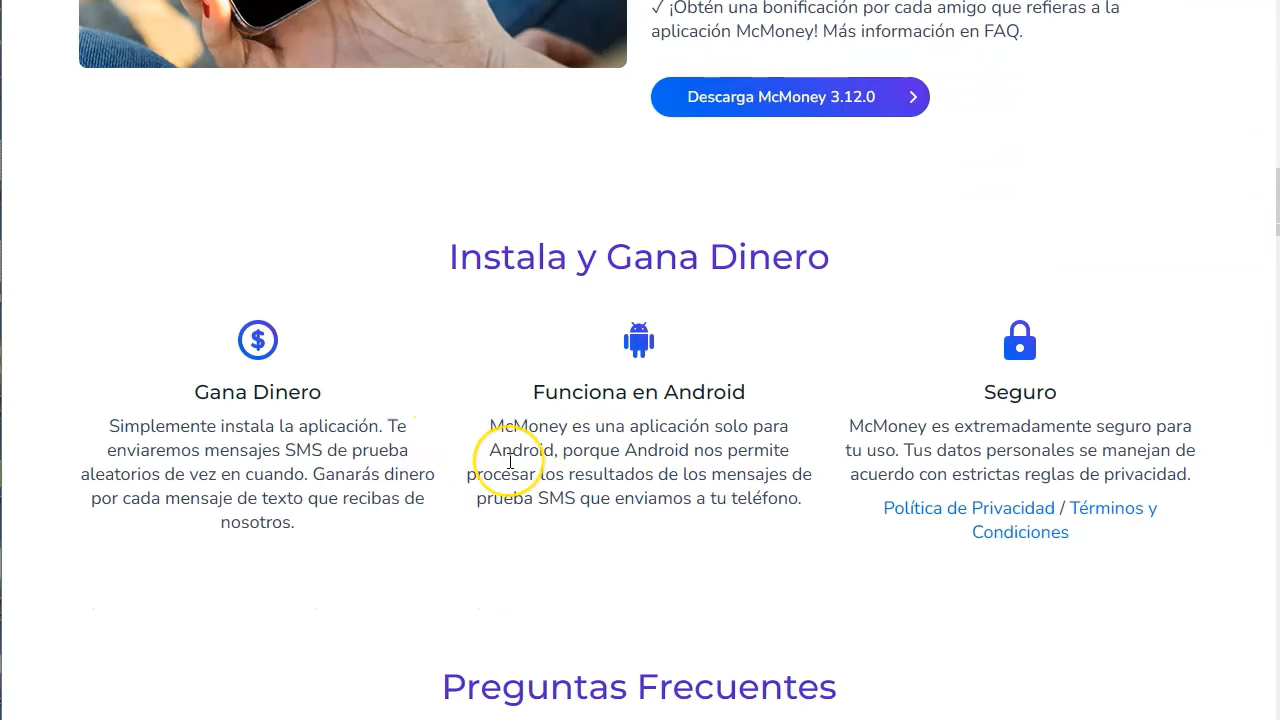 ✓ ¡Obtén una bonificación por cada amigo que refieras a la
aplicación McMoney! Más información en FAQ.
Descarga McMoney 3.12.0
Instala y Gana Dinero
Gana Dinero
Simplemente instala la aplicación. Te
enviaremos mensajes SMS de prueba
aleatorios de vez en cuando. Ganarás dinero
por cada mensaje de texto que recibas de
nosotros.
Funciona en Android
McMoney es una aplicación solo para
Android, porque Android nos permite
procesar los resultados de los mensajes de
prueba SMS que enviamos a tu teléfono.
Seguro
McMoney es extremadamente seguro para
tu uso. Tus datos personales se manejan de
acuerdo con estrictas reglas de privacidad.
Política de Privacidad / Términos y
Condiciones
Preguntas Frecuentes